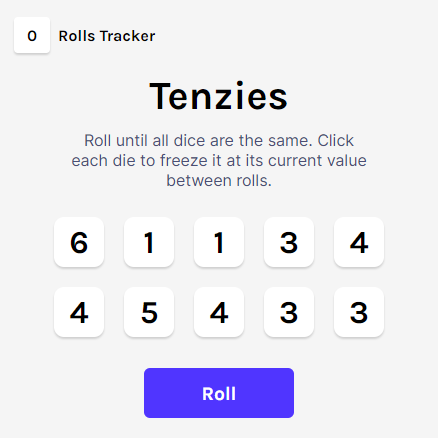 0 Rolls Tracker
Tenzies
Roll until all dice are the same. Click
each die to freeze it at its current value
between rolls.
6 1 1 3 4
4 5 4 3 3
Roll